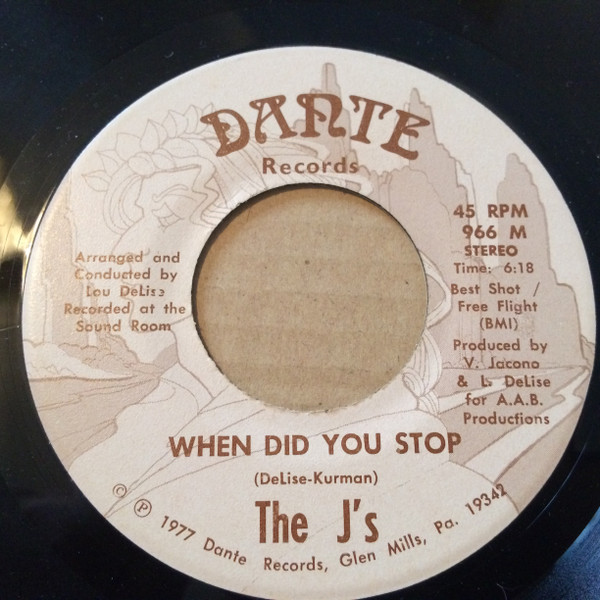 DANTE
Records
45 RPM
966 M
STEREO
Time: 6:18
Best Shot /
Free Flight
(BMI)
Produced by
V. Jacono
& L. DeLise
for A.A.B.
Productions
Arranged and
Conducted by
Lou DeLise
Recorded at the
Sound Room
WHEN DID YOU STOP
(DeLise-Kurman)
The J's
© ℗ 1977 Dante Records, Glen Mills, Pa. 19342